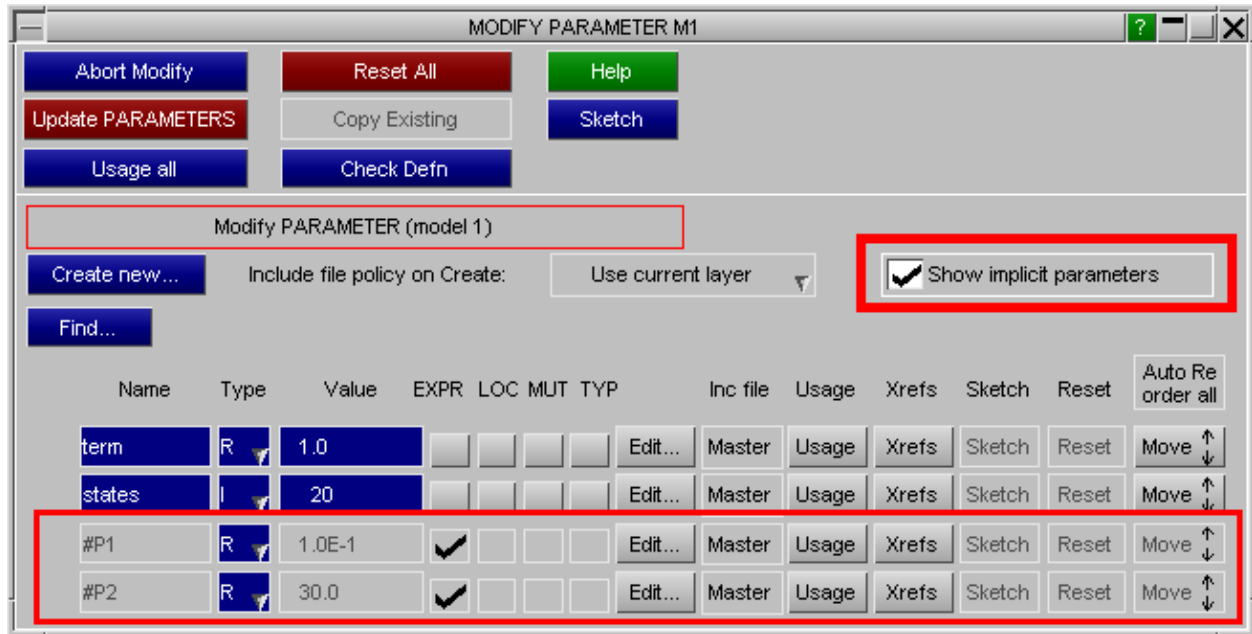 MODIFY PARAMETER M1 ?
Abort Modify Reset All Help
Update PARAMETERS Copy Existing Sketch
Usage all Check Defn
Modify PARAMETER (model 1)
Create new... Include file policy on Create: Use current layer Show implicit parameters
Find...
Name Type Value EXPR LOC MUT TYP Inc file Usage Xrefs Sketch Reset Auto Re
order all
term R 1.0 Edit... Master Usage Xrefs Sketch Reset Move
states I 20 Edit... Master Usage Xrefs Sketch Reset Move
#P1 R 1.0E-1 Edit... Master Usage Xrefs Sketch Reset Move
#P2 R 30.0 Edit... Master Usage Xrefs Sketch Reset Move